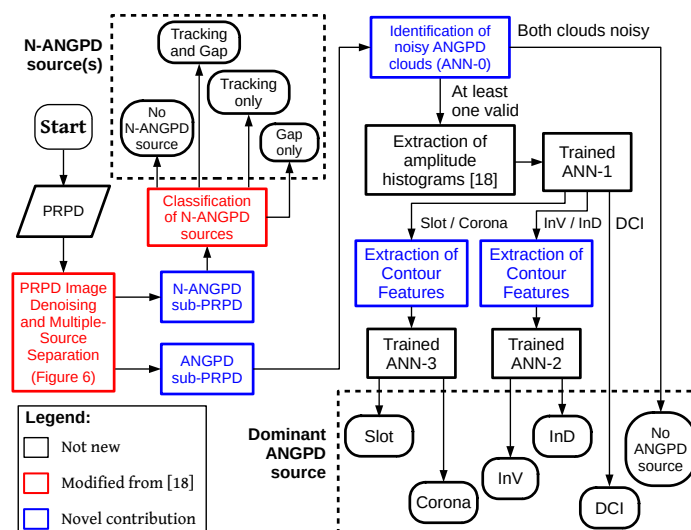 N-ANGPD
source(s)
Tracking
and Gap
Tracking
only
No
N-ANGPD
source
Gap
only
Start
PRPD
Classification
of N-ANGPD
sources
PRPD Image
Denoising
and Multiple-
Source
Separation
(Figure 6)
N-ANGPD
sub-PRPD
ANGPD
sub-PRPD
Identification of
noisy ANGPD
clouds (ANN-0)
Both clouds noisy
At least
one valid
Extraction of
amplitude
histograms [18]
Trained
ANN-1
Slot / Corona
InV / InD
DCI
Extraction of
Contour
Features
Extraction of
Contour
Features
Trained
ANN-3
Trained
ANN-2
Dominant
ANGPD
source
Slot
Corona
InV
InD
DCI
No
ANGPD
source
Legend:
Not new
Modified from [18]
Novel contribution